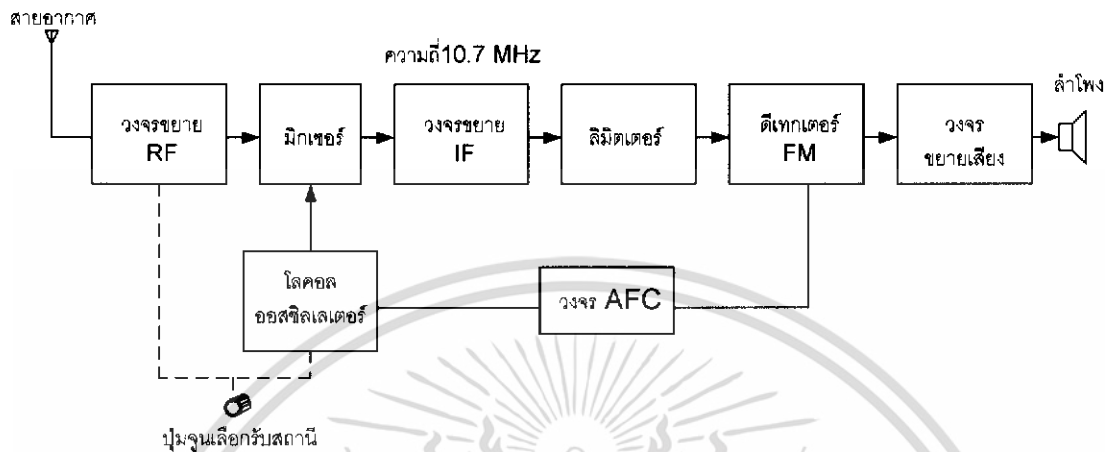 สายอากาศ
ความถี่10.7 MHz
ลำโพง
วงจรขยาย
RF
มิกเซอร์
วงจรขยาย
IF
ลิมิตเตอร์
ดีเทกเตอร์
FM
วงจร
ขยายเสียง
โลคอล
ออสซิลเลเตอร์
วงจร AFC
ปุ่มจูนเลือกรับสถานี